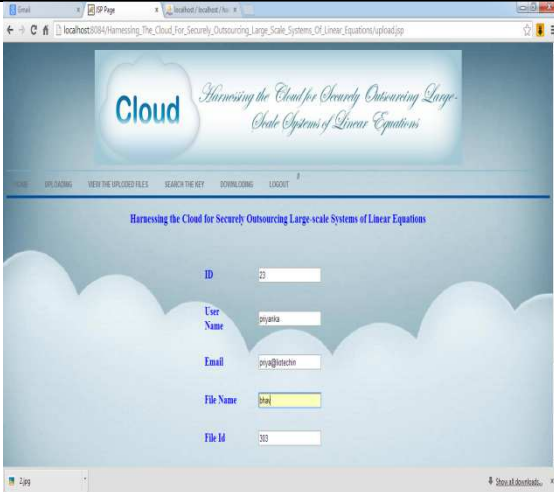 Gmail
JSP Page
localhost / localhost / ho
localhost:8084/Harnessing_The_Cloud_For_Securely_Outsourcing_Large_Scale_Systems_Of_Linear_Equations/upload.jsp
Cloud
Harnessing the Cloud for Securely Outsourcing Large-
Scale Systems of Linear Equations
HOME UPLOADING VIEW THE UPLODED FILES SEARCH THE KEY DOWNLODING LOGOUT
Harnessing the Cloud for Securely Outsourcing Large-scale Systems of Linear Equations
ID 23
User
Name priyanka
Email priya@iiotechin
File Name bhav
File Id 303
2.jpg
Show all downloads...